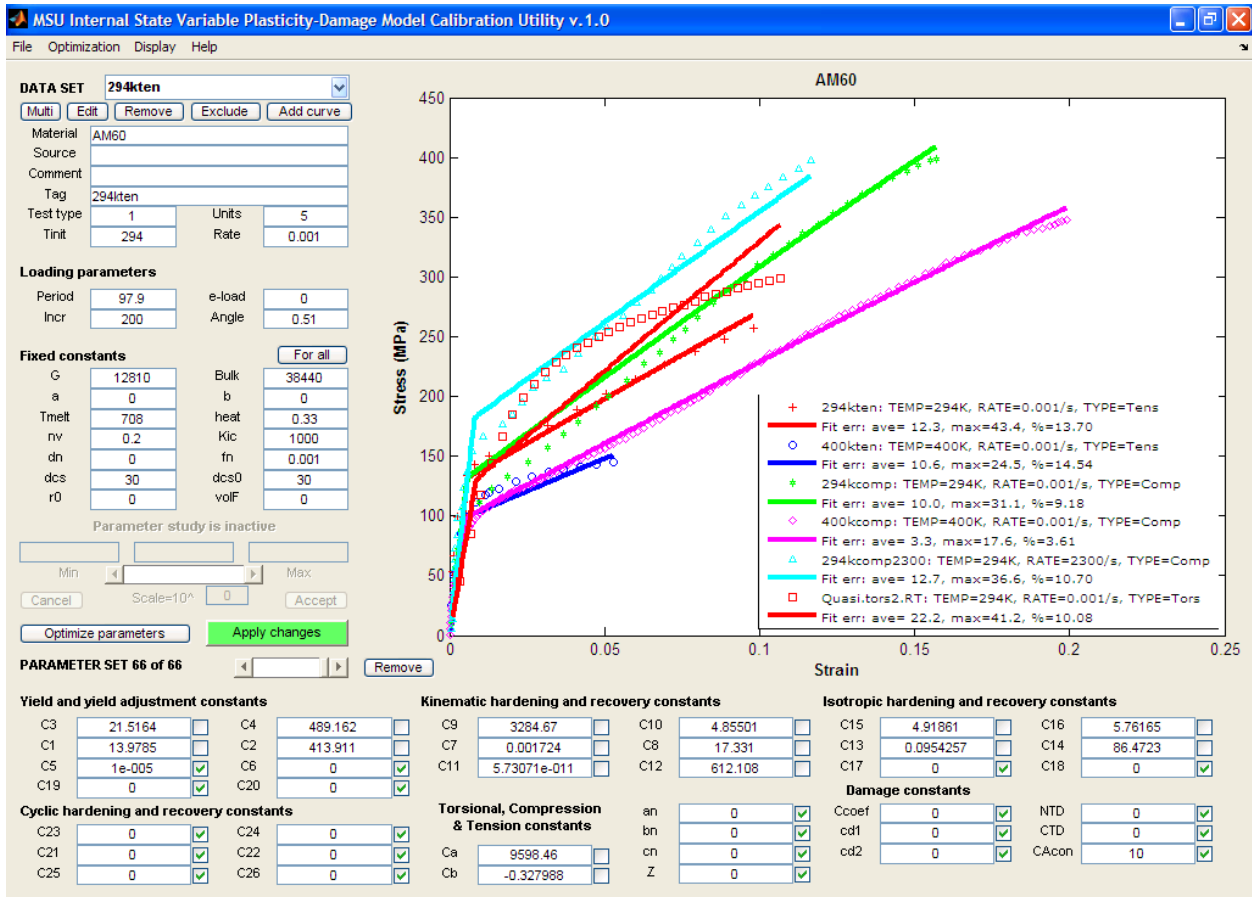 MSU Internal State Variable Plasticity-Damage Model Calibration Utility v.1.0
File Optimization Display Help
DATA SET 294kten
Multi Edit Remove Exclude Add curve
Material AM60
Source
Comment
Tag 294kten
Test type 1 Units 5
Tinit 294 Rate 0.001
Loading parameters
Period 97.9 e-load 0
Incr 200 Angle 0.51
Fixed constants For all
G 12810 Bulk 38440
a 0 b 0
Tmelt 708 heat 0.33
nv 0.2 Kic 1000
dn 0 fn 0.001
dcs 30 dcs0 30
r0 0 volF 0
Parameter study is inactive
Min Max
Cancel Scale=10^ 0 Accept
Optimize parameters Apply changes
PARAMETER SET 66 of 66 Remove
AM60
450
400
350
300
250
200
150
100
50
0
Stress (MPa)
0 0.05 0.1 0.15 0.2 0.25
Strain
294kten: TEMP=294K, RATE=0.001/s, TYPE=Tens
Fit err: ave= 12.3, max=43.4, %=13.70
400kten: TEMP=400K, RATE=0.001/s, TYPE=Tens
Fit err: ave= 10.6, max=24.5, %=14.54
294kcomp: TEMP=294K, RATE=0.001/s, TYPE=Comp
Fit err: ave= 10.0, max=31.1, %=9.18
400kcomp: TEMP=400K, RATE=0.001/s, TYPE=Comp
Fit err: ave= 3.3, max=17.6, %=3.61
294kcomp2300: TEMP=294K, RATE=2300/s, TYPE=Comp
Fit err: ave= 12.7, max=36.6, %=10.70
Quasi.tors2.RT: TEMP=294K, RATE=0.001/s, TYPE=Tors
Fit err: ave= 22.2, max=41.2, %=10.08
Yield and yield adjustment constants
C3 21.5164 C4 489.162
C1 13.9785 C2 413.911
C5 1e-005 C6 0
C19 0 C20 0
Cyclic hardening and recovery constants
C23 0 C24 0
C21 0 C22 0
C25 0 C26 0
Kinematic hardening and recovery constants
C9 3284.67 C10 4.85501
C7 0.001724 C8 17.331
C11 5.73071e-011 C12 612.108
Torsional, Compression
& Tension constants
Ca 9598.46
Cb -0.327988
an 0
bn 0
cn 0
Z 0
Isotropic hardening and recovery constants
C15 4.91861 C16 5.76165
C13 0.0954257 C14 86.4723
C17 0 C18 0
Damage constants
Ccoef 0 NTD 0
cd1 0 CTD 0
cd2 0 CAcon 10